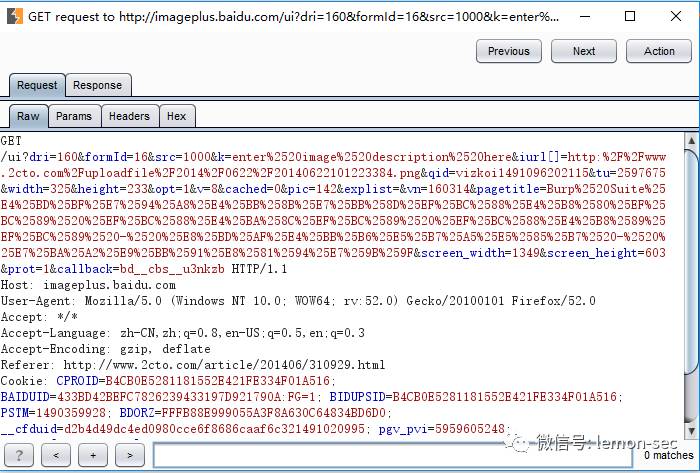 GET request to http://imageplus.baidu.com/ui?dri=160&formId=16&src=1000&k=enter%...
Previous Next Action
Request Response
Raw Params Headers Hex
GET
/ui?dri=160&formId=16&src=1000&k=enter%2520image%2520description%2520here&iurl[]=http:%2F%2Fwww
.2cto.com%2Fuploadfile%2F2014%2F0622%2F20140622101223384.png&qid=vizkoi1491096202115&tu=2597675
&width=325&height=233&opt=1&v=8&cached=0&pic=142&explist=&vn=160314&pagetitle=Burp%2520Suite%25
E4%25BD%25BF%25E7%2594%25A8%25E4%25BB%258B%25E7%25BB%258D%25EF%25BC%2588%25E4%25B8%2580%25EF%25
BC%2589%2520%25EF%25BC%2588%25E4%25BA%258C%25EF%25BC%2589%2520%25EF%25BC%2588%25E4%25B8%2589%25
EF%25BC%2589%2520-%2520%25E8%25BD%25AF%25E4%25BB%25B6%25E5%25B7%25A5%25E5%2585%25B7%2520-%2520%
25E7%25BA%25A2%25E9%25BB%2591%25E8%2581%2594%25E7%259B%259F&screen_width=1349&screen_height=603
&prot=1&callback=bd__cbs__u3nkzb HTTP/1.1
Host: imageplus.baidu.com
User-Agent: Mozilla/5.0 (Windows NT 10.0; WOW64; rv:52.0) Gecko/20100101 Firefox/52.0
Accept: */*
Accept-Language: zh-CN,zh;q=0.8,en-US;q=0.5,en;q=0.3
Accept-Encoding: gzip, deflate
Referer: http://www.2cto.com/article/201406/310929.html
Cookie: CPROID=B4CB0E5281181552E421FE334F01A516;
BAIDUID=433BD42BEFC7826239433197D921790A:FG=1; BIDUPSID=B4CB0E5281181552E421FE334F01A516;
PSTM=1490359928; BDORZ=FFFB88E999055A3F8A630C64834BD6D0;
__cfduid=d2b4d49dc4ed0980cce6f8686caaf6c321491020995; pgv_pvi=5959605248;
微信号: lemon-sec
? < + > 0 matches